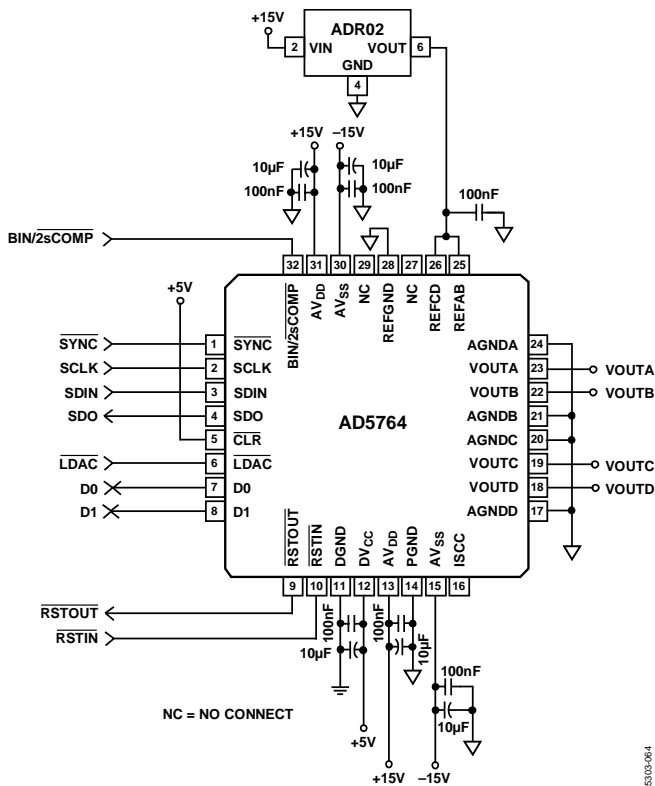 +15V
ADR02
2 VIN VOUT 6
GND
4
+15V –15V
10µF 10µF
100nF 100nF
100nF
BIN/2sCOMP
32 31 30 29 28 27 26 25
+5V
BIN/2sCOMP AVDD AVSS NC REFGND NC REFCD REFAB
SYNC 1 SYNC
SCLK 2 SCLK
SDIN 3 SDIN
SDO 4 SDO
5 CLR
LDAC 6 LDAC
D0 7 D0
D1 8 D1
AD5764
AGNDA 24
VOUTA 23 VOUTA
VOUTB 22 VOUTB
AGNDB 21
AGNDC 20
VOUTC 19 VOUTC
VOUTD 18 VOUTD
AGNDD 17
RSTOUT RSTIN DGND DVCC AVDD PGND AVSS ISCC
9 10 11 12 13 14 15 16
RSTOUT
RSTIN
100nF
10µF
100nF
10µF
100nF
10µF
NC = NO CONNECT
+5V
+15V –15V
5303-064